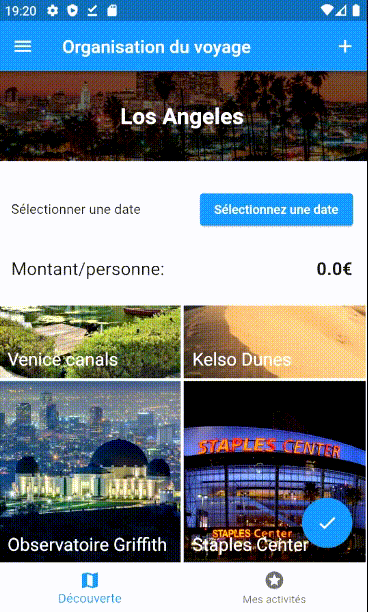 19:20
Organisation du voyage
Los Angeles
Sélectionner une date
Sélectionnez une date
Montant/personne:
0.0€
Venice canals
Kelso Dunes
STAPLES CENTER
STAPLES Center
Observatoire Griffith
Staples Center
Découverte
Mes activités